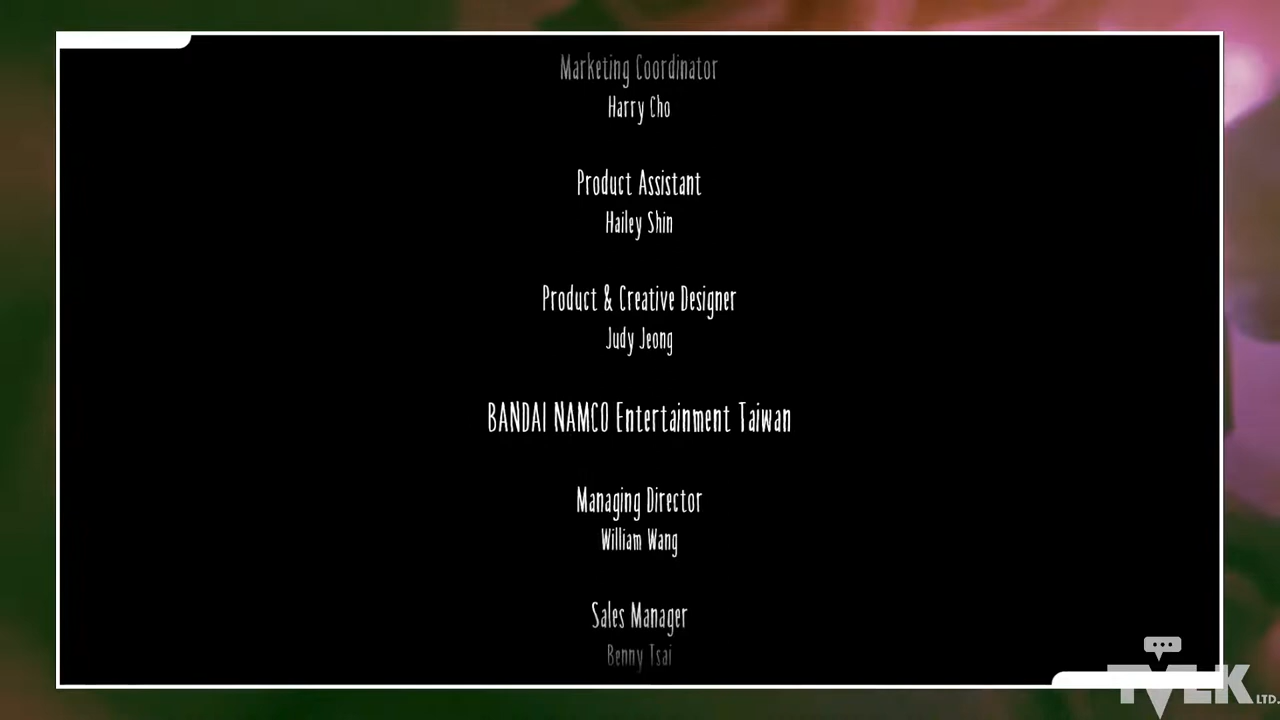 Marketing Coordinator
Harry Cho
Product Assistant
Hailey Shin
Product & Creative Designer
Judy Jeong
BANDAI NAMCO Entertainment Taiwan
Managing Director
William Wang
Sales Manager
Benny Tsai
LTD.